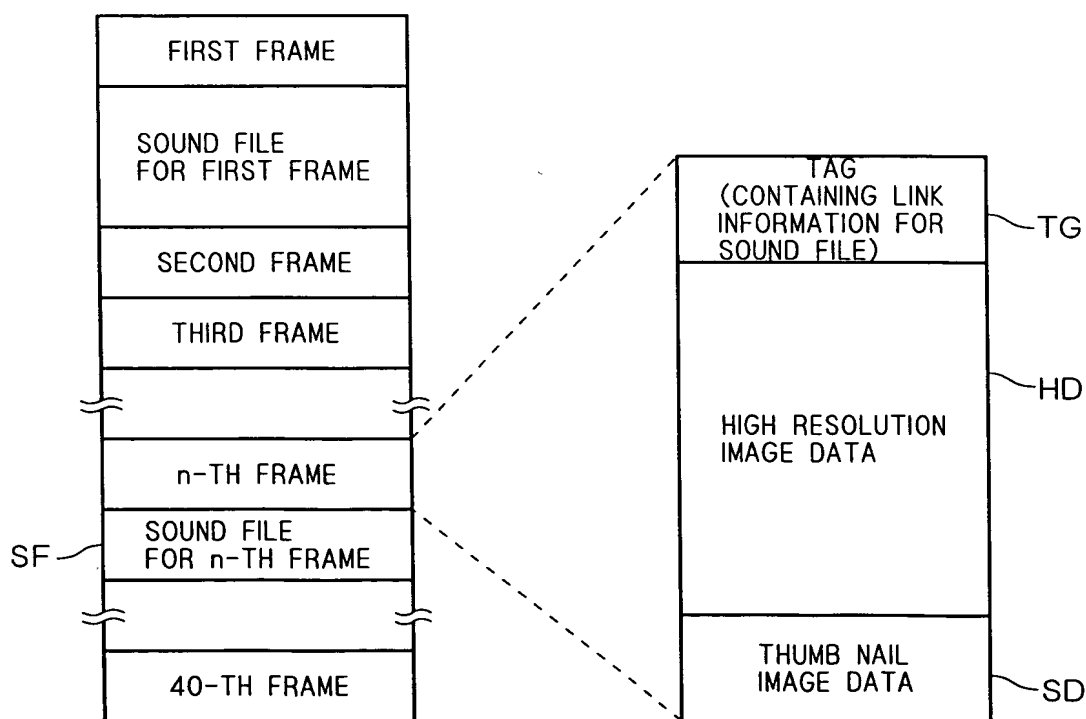 FIRST FRAME
SOUND FILE
FOR FIRST FRAME
SECOND FRAME
THIRD FRAME
n-TH FRAME
SF
SOUND FILE
FOR n-TH FRAME
40-TH FRAME
TAG
(CONTAINING LINK
INFORMATION FOR
SOUND FILE)
TG
HIGH RESOLUTION
IMAGE DATA
HD
THUMB NAIL
IMAGE DATA
SD